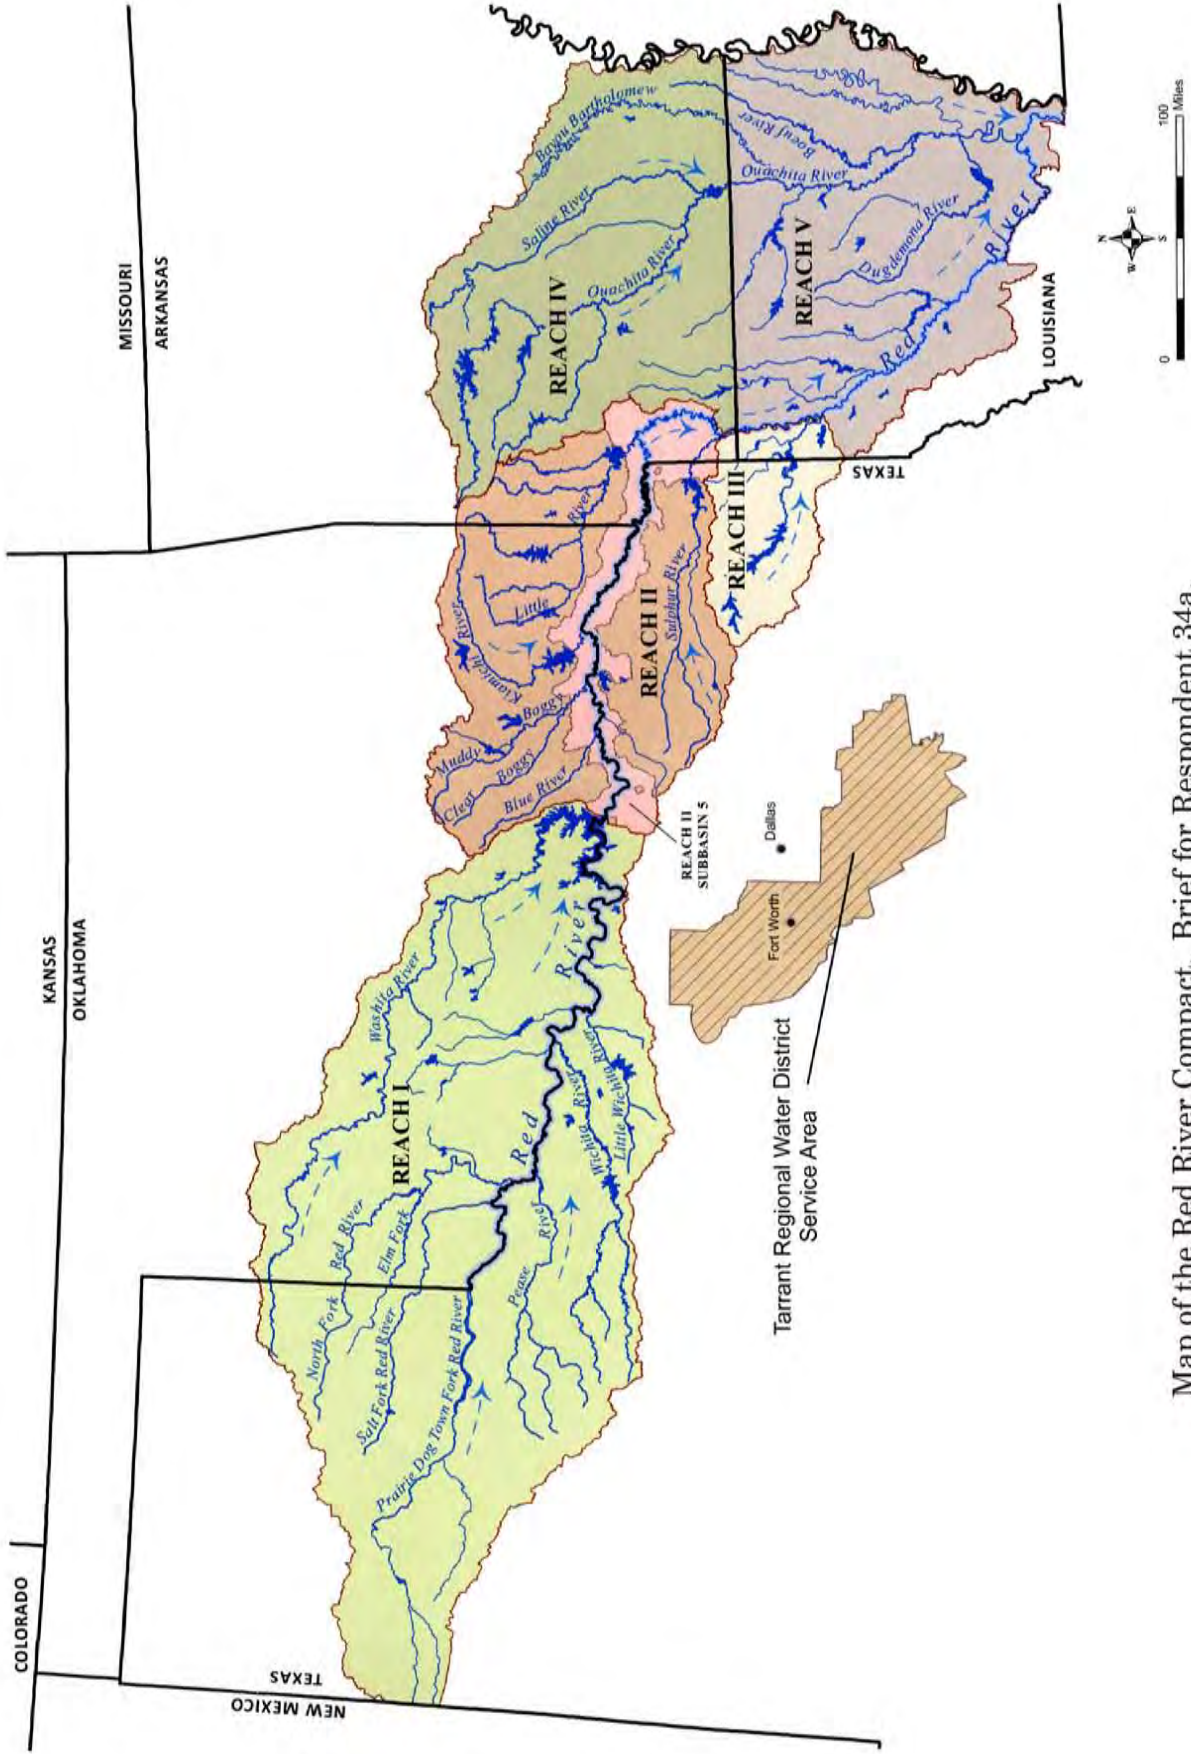 COLORADO
KANSAS
OKLAHOMA
MISSOURI
ARKANSAS
NEW MEXICO
TEXAS
North Fork Red River
Elm Fork
Salt Fork Red River
Prairie Dog Town Fork Red River
Pease River
REACH I
Washita River
Red River
Wichita River
Little Wichita River
Clear Boggy
Muddy Boggy
Blue River
Kiamichi River
Little River
REACH II
Sulphur River
REACH II
SUBBASIN 5
REACH III
TEXAS
REACH IV
Saline River
Ouachita River
Bayou Bartholomew
REACH V
Boeuf River
Ouachita River
Dugdemona River
Red River
LOUISIANA
Fort Worth
Dallas
Tarrant Regional Water District
Service Area
N
W
E
S
0
100
Miles
Map of the Red River Compact. Brief for Respondent 34a